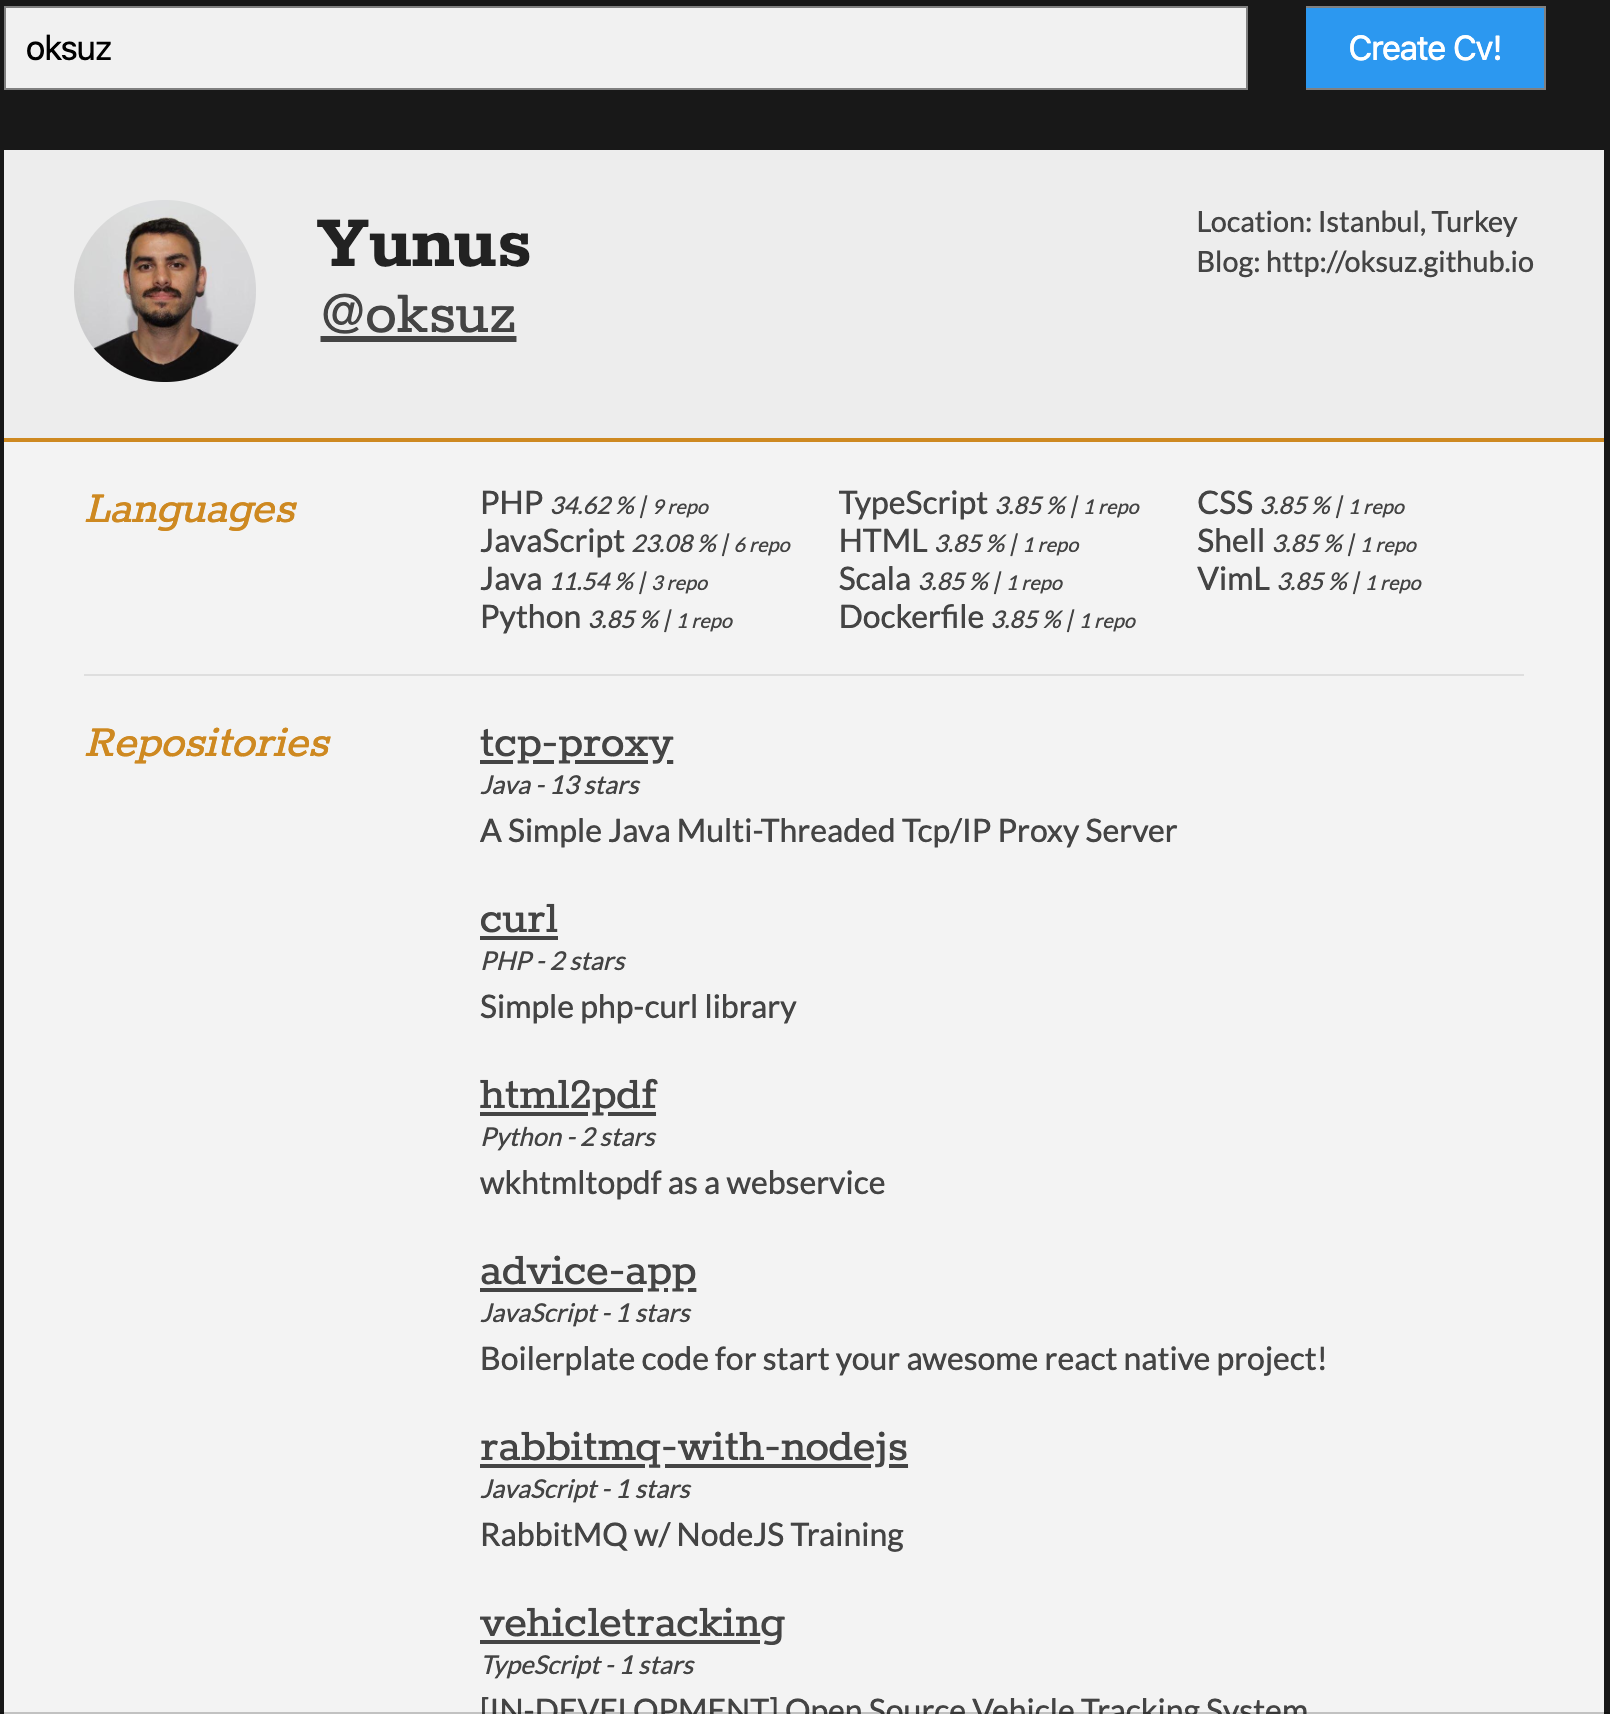 oksuz
Create Cv!
Yunus
@oksuz
Location: Istanbul, Turkey
Blog: http://oksuz.github.io
Languages
PHP 34.62 % | 9 repo
JavaScript 23.08 % | 6 repo
Java 11.54 % | 3 repo
Python 3.85 % | 1 repo
TypeScript 3.85 % | 1 repo
HTML 3.85 % | 1 repo
Scala 3.85 % | 1 repo
Dockerfile 3.85 % | 1 repo
CSS 3.85 % | 1 repo
Shell 3.85 % | 1 repo
VimL 3.85 % | 1 repo
Repositories
tcp-proxy
Java - 13 stars
A Simple Java Multi-Threaded Tcp/IP Proxy Server
curl
PHP - 2 stars
Simple php-curl library
html2pdf
Python - 2 stars
wkhtmltopdf as a webservice
advice-app
JavaScript - 1 stars
Boilerplate code for start your awesome react native project!
rabbitmq-with-nodejs
JavaScript - 1 stars
RabbitMQ w/ NodeJS Training
vehicletracking
TypeScript - 1 stars
[IN-DEVELOPMENT] Open Source Vehicle Tracking System